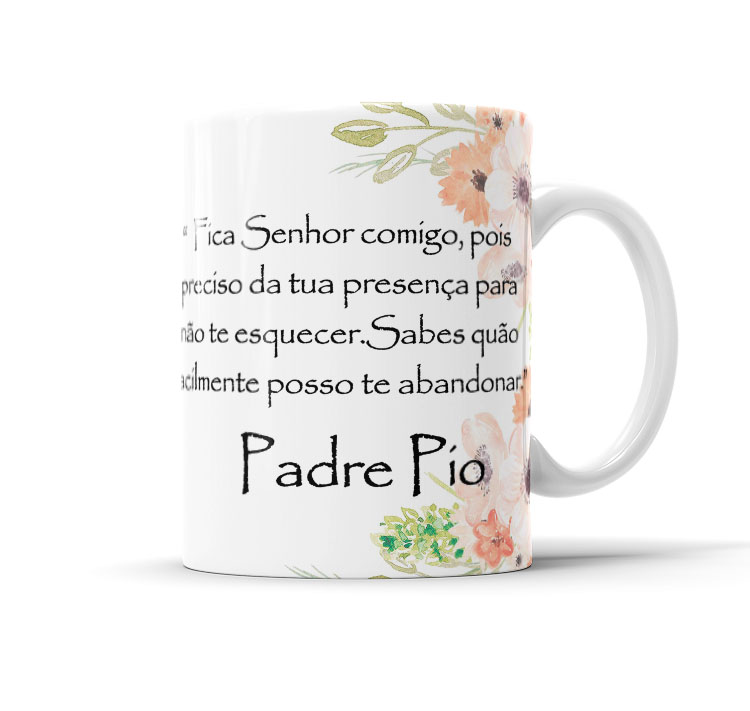 “ Fica Senhor comigo, pois
preciso da tua presença para
não te esquecer.Sabes quão
acilmente posso te abandonar.”
Padre Pio